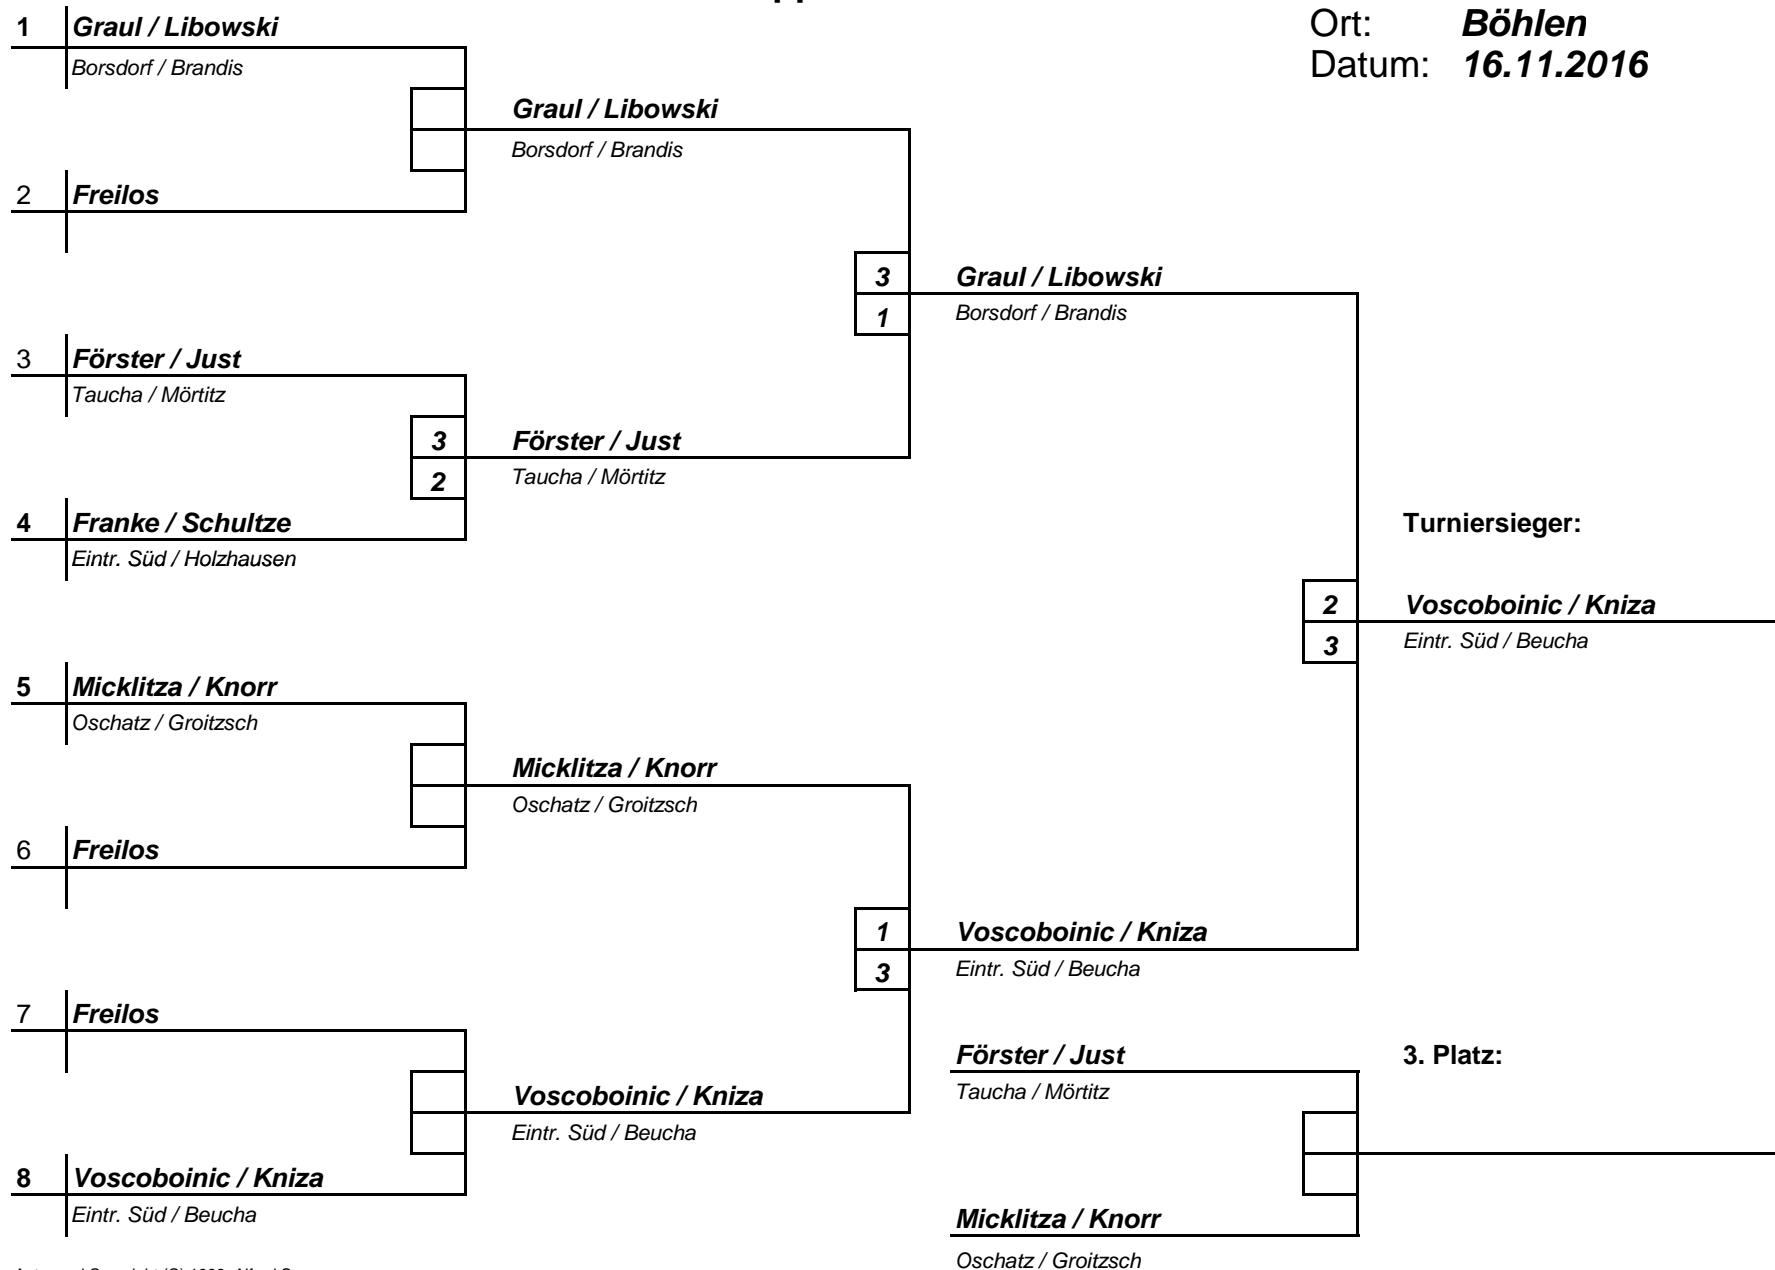 1 Graul / Libowski
Borsdorf / Brandis
Ort: Böhlen
Datum: 16.11.2016
Graul / Libowski
Borsdorf / Brandis
2 Freilos
3 Graul / Libowski
1 Borsdorf / Brandis
3 Förster / Just
Taucha / Mörtitz
3 Förster / Just
2 Taucha / Mörtitz
4 Franke / Schultze
Eintr. Süd / Holzhausen
Turniersieger:
2 Voscoboinic / Kniza
3 Eintr. Süd / Beucha
5 Micklitza / Knorr
Oschatz / Groitzsch
Micklitza / Knorr
Oschatz / Groitzsch
6 Freilos
1 Voscoboinic / Kniza
3 Eintr. Süd / Beucha
7 Freilos
Förster / Just
Taucha / Mörtitz
3. Platz:
Voscoboinic / Kniza
Eintr. Süd / Beucha
8 Voscoboinic / Kniza
Eintr. Süd / Beucha
Micklitza / Knorr
Oschatz / Groitzsch